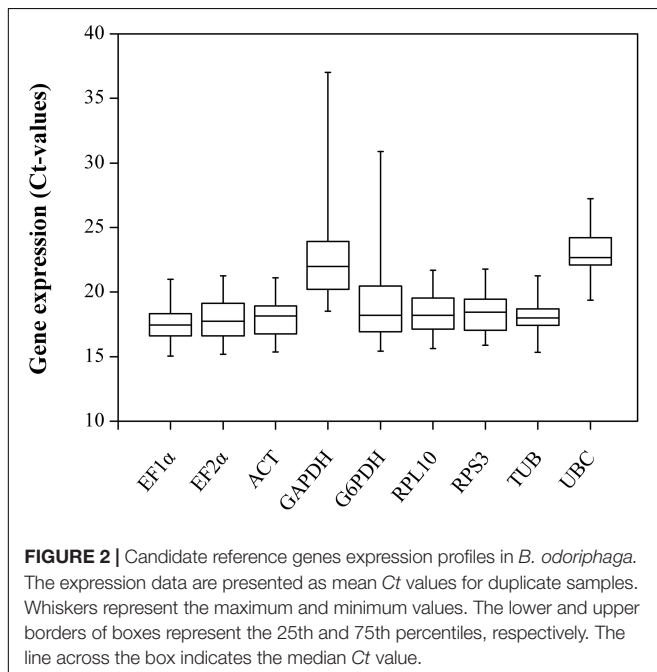 40
35
30
25
20
15
10
Gene expression (Ct-values)
EF1α
EF2α
ACT
GAPDH
G6PDH
RPL10
RPS3
TUB
UBC
FIGURE 2 | Candidate reference genes expression profiles in B. odoriphaga.
The expression data are presented as mean Ct values for duplicate samples.
Whiskers represent the maximum and minimum values. The lower and upper
borders of boxes represent the 25th and 75th percentiles, respectively. The
line across the box indicates the median Ct value.